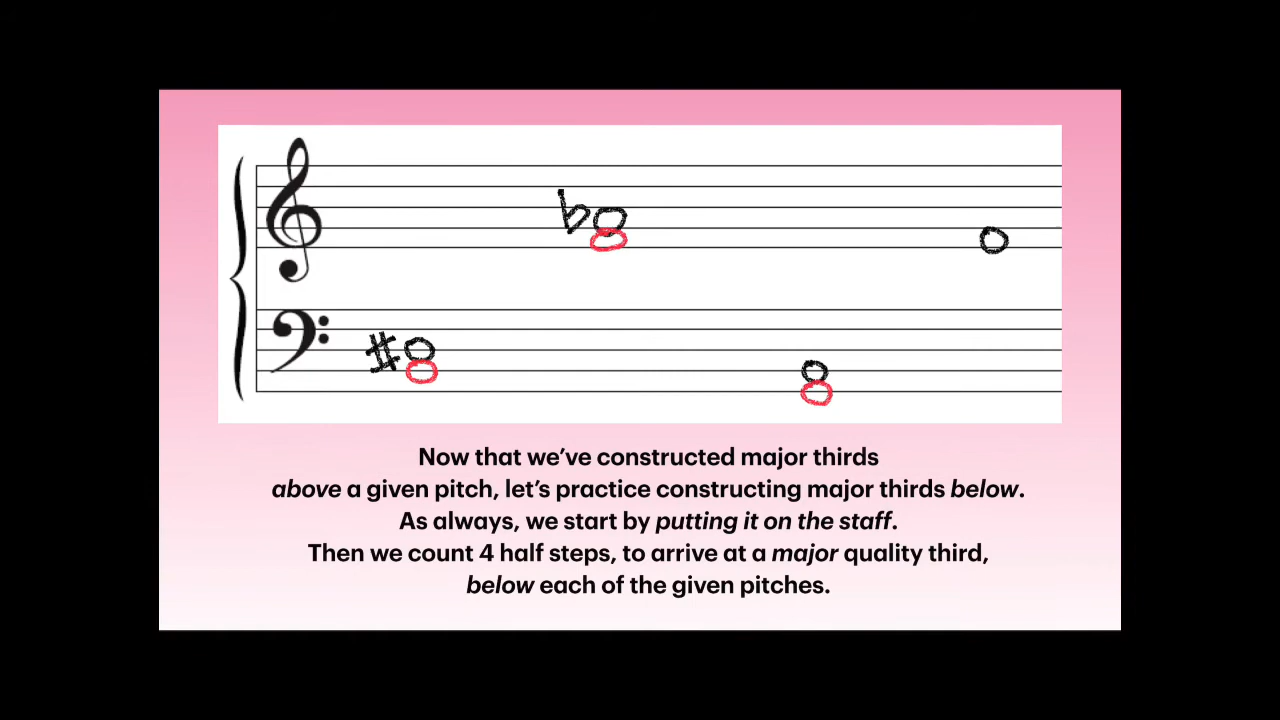 Now that we've constructed major thirds
above a given pitch, let's practice constructing major thirds below.
As always, we start by putting it on the staff.
Then we count 4 half steps, to arrive at a major quality third,
below each of the given pitches.